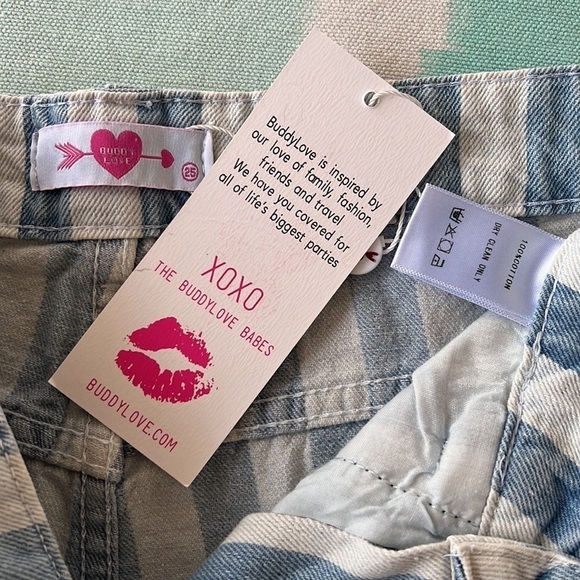 BUDDY
LOVE
25
BuddyLove is inspired by
our love of family, fashion,
friends and travel
We have you covered for
all of life's biggest parties
XOXO
THE BUDDYLOVE BABES
BUDDYLOVE.COM
100%COTTON
DRY CLEAN ONLY